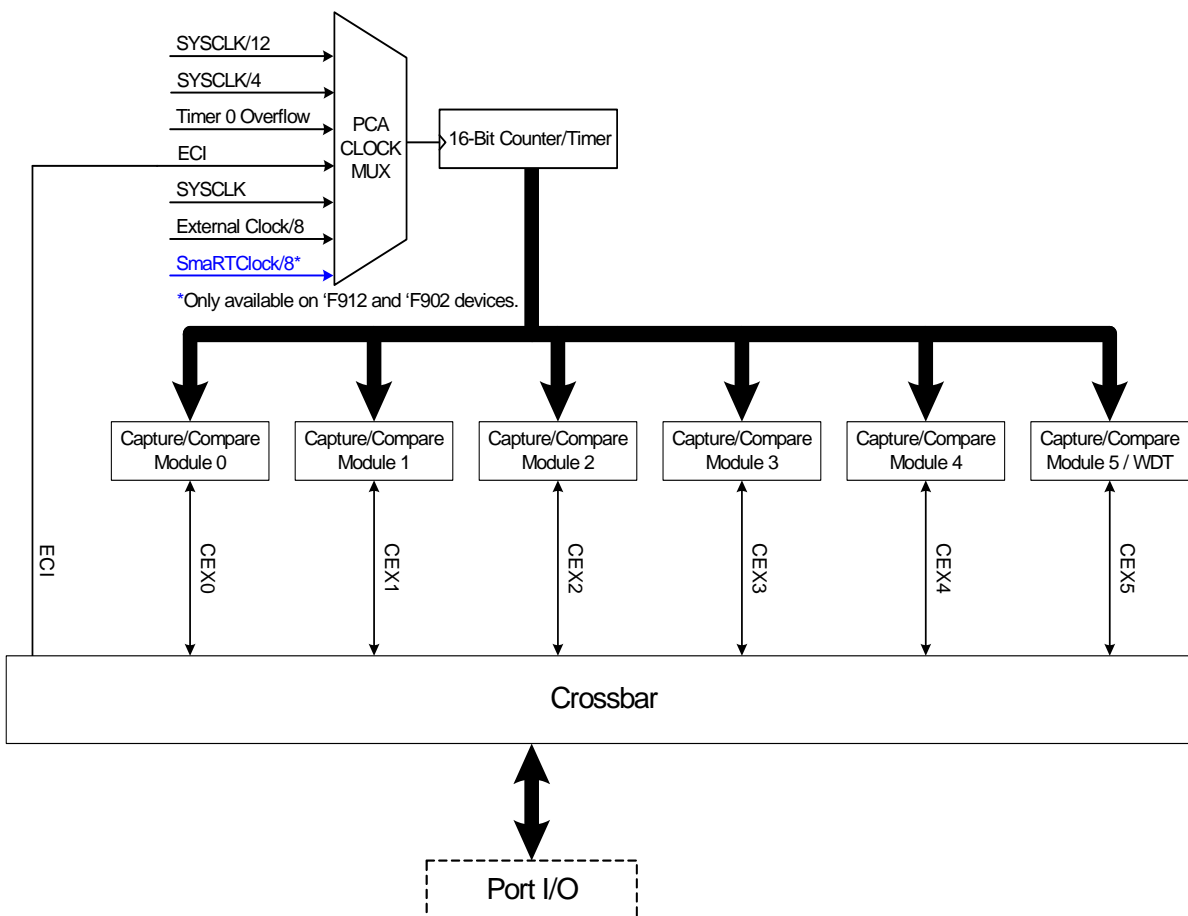 SYSCLK/12
SYSCLK/4
Timer 0 Overflow
ECI
SYSCLK
External Clock/8
SmaRTClock/8*
*Only available on ‘F912 and ‘F902 devices.
PCA
CLOCK
MUX
16-Bit Counter/Timer
Capture/Compare
Module 0
Capture/Compare
Module 1
Capture/Compare
Module 2
Capture/Compare
Module 3
Capture/Compare
Module 4
Capture/Compare
Module 5 / WDT
ECI
CEX0
CEX1
CEX2
CEX3
CEX4
CEX5
Crossbar
Port I/O